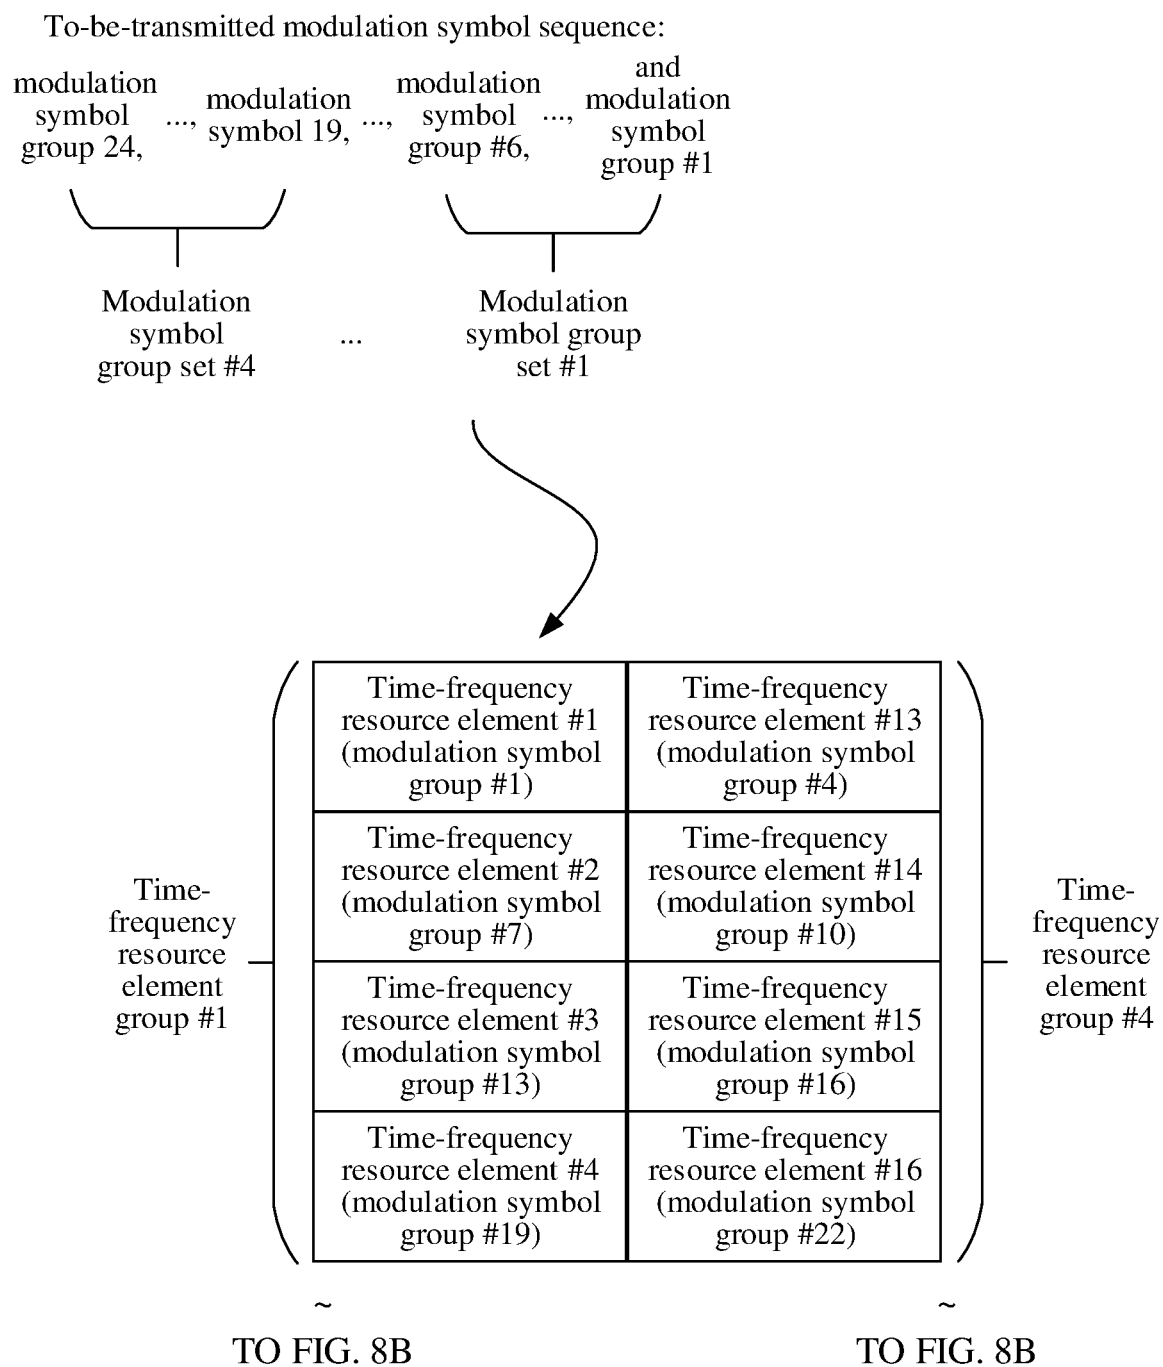 To-be-transmitted modulation symbol sequence:
modulation
symbol
group 24,
...,
modulation
symbol 19,
...,
modulation
symbol
group #6,
...,
and
modulation
symbol
group #1
Modulation
symbol
group set #4
...
Modulation
symbol group
set #1
Time-
frequency
resource
element
group #1
Time-frequency
resource element #1
(modulation symbol
group #1)
Time-frequency
resource element #13
(modulation symbol
group #4)
Time-frequency
resource element #2
(modulation symbol
group #7)
Time-frequency
resource element #14
(modulation symbol
group #10)
Time-frequency
resource element #3
(modulation symbol
group #13)
Time-frequency
resource element #15
(modulation symbol
group #16)
Time-frequency
resource element #4
(modulation symbol
group #19)
Time-frequency
resource element #16
(modulation symbol
group #22)
Time-
frequency
resource
element
group #4
~
TO FIG. 8B
~
TO FIG. 8B